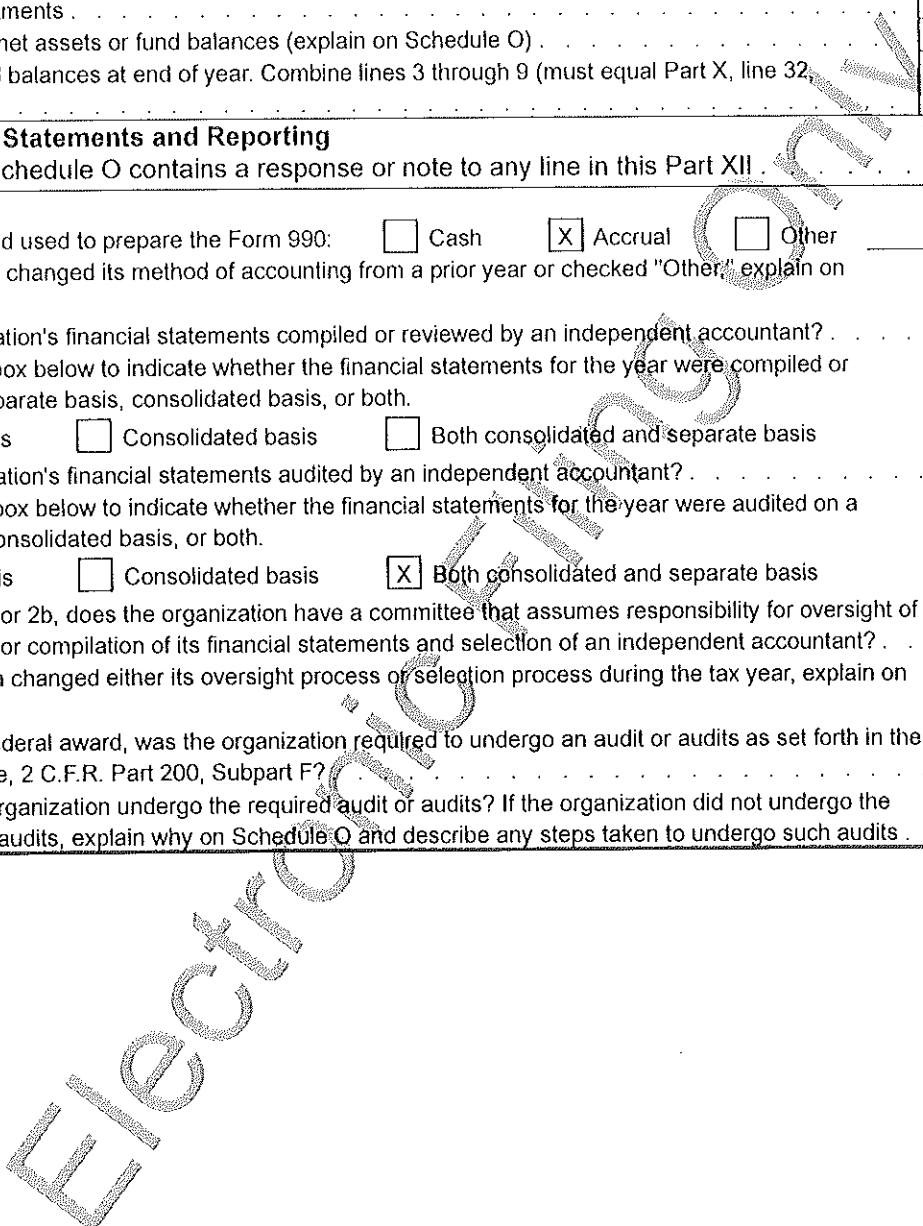 ments . . . . . . . . . . . . . . . . . . . . . . . . . . . .
net assets or fund balances (explain on Schedule O) . . . . . . . . . . . .
balances at end of year. Combine lines 3 through 9 (must equal Part X, line 32,
. . . . . . . . . . . . . . . . . . . . . . . . . . . . . .
Statements and Reporting
chedule O contains a response or note to any line in this Part XII . . . . . .
d used to prepare the Form 990: Cash X Accrual Other
changed its method of accounting from a prior year or checked "Other," explain on
ation's financial statements compiled or reviewed by an independent accountant? . . . .
box below to indicate whether the financial statements for the year were compiled or
parate basis, consolidated basis, or both.
s Consolidated basis Both consolidated and separate basis
ation's financial statements audited by an independent accountant? . . . . . . . . .
box below to indicate whether the financial statements for the year were audited on a
onsolidated basis, or both.
is Consolidated basis X Both consolidated and separate basis
or 2b, does the organization have a committee that assumes responsibility for oversight of
or compilation of its financial statements and selection of an independent accountant? . .
changed either its oversight process or selection process during the tax year, explain on
deral award, was the organization required to undergo an audit or audits as set forth in the
e, 2 C.F.R. Part 200, Subpart F? . . . . . . . . . . . . . . . . . . .
rganization undergo the required audit or audits? If the organization did not undergo the
audits, explain why on Schedule O and describe any steps taken to undergo such audits .
Electronic Filing Only